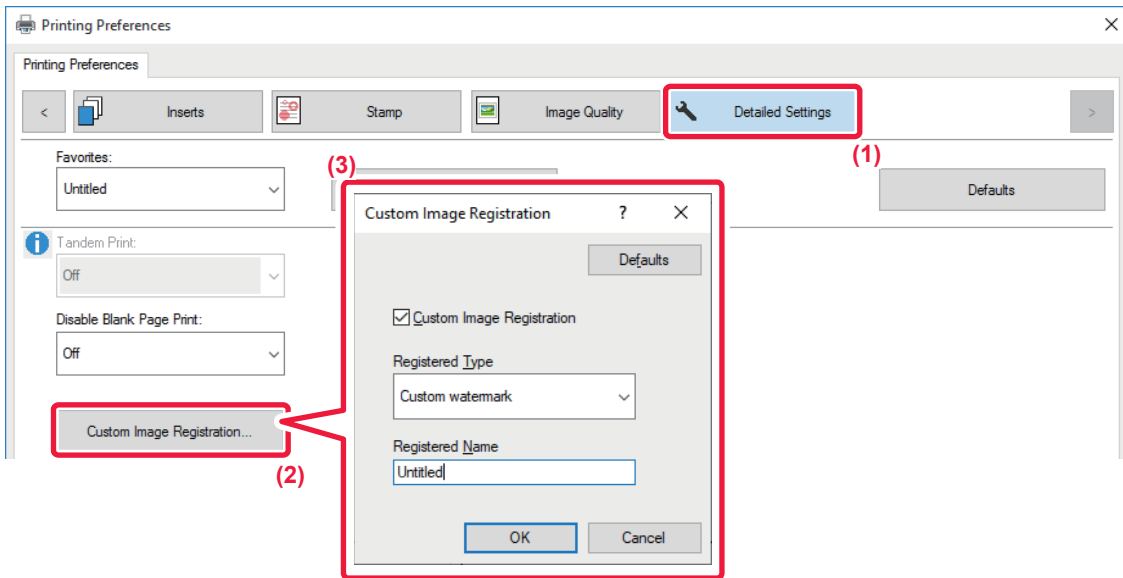 Printing Preferences
Printing Preferences
< Inserts Stamp Image Quality Detailed Settings >
(1)
Favorites:
Untitled
Defaults
Tandem Print:
Off
Disable Blank Page Print:
Off
Custom Image Registration...
(2)
(3)
Custom Image Registration ?
Defaults
Custom Image Registration
Registered Type
Custom watermark
Registered Name
Untitled
OK Cancel